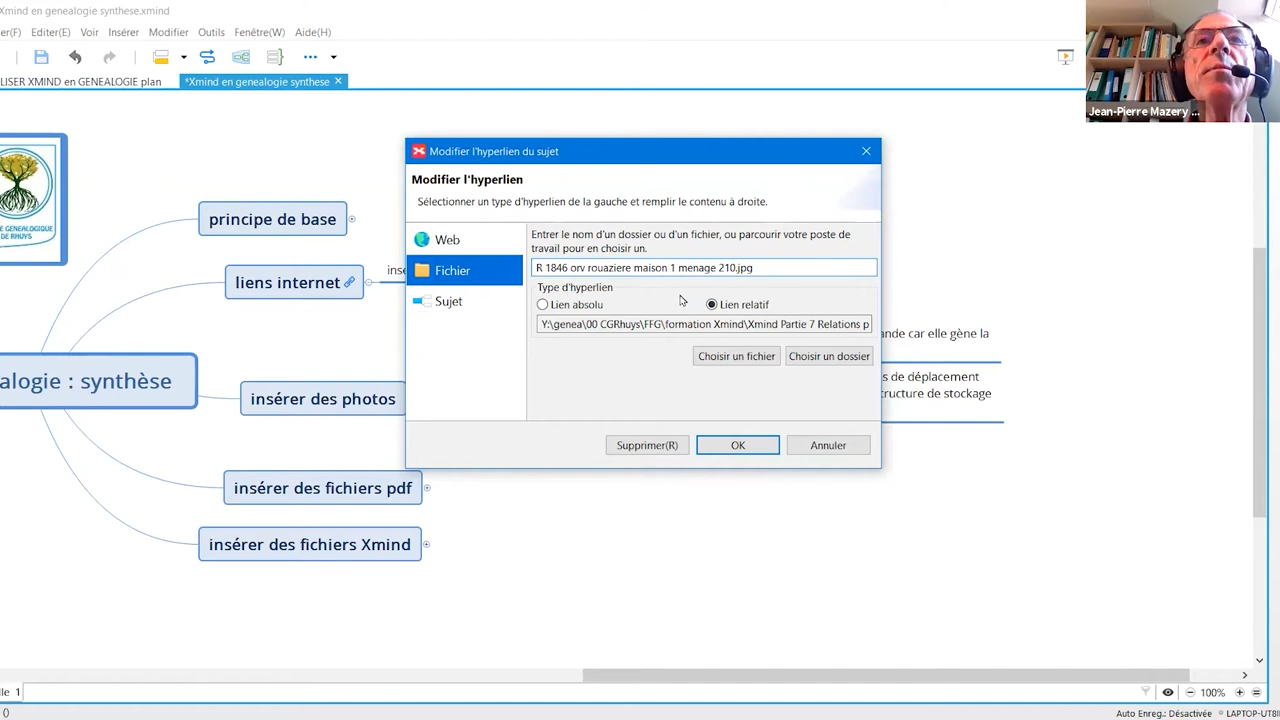 Xmind en genealogie synthese.xmind
er(F) Editer(E) Voir Insérer Modifier Outils Fenêtre(W) Aide(H)
LISER XMIND en GENEALOGIE plan
*Xmind en genealogie synthese
Jean-Pierre Mazery ...
E GENEALOGIQUE
DE RHUYS
principe de base
liens internet
inse
alogie : synthèse
insérer des photos
insérer des fichiers pdf
insérer des fichiers Xmind
Modifier l'hyperlien du sujet
Modifier l'hyperlien
Sélectionner un type d'hyperlien de la gauche et remplir le contenu à droite.
Web
Fichier
Sujet
Entrer le nom d'un dossier ou d'un fichier, ou parcourir votre poste de
travail pour en choisir un.
R 1846 orv rouaziere maison 1 menage 210.jpg
Type d'hyperlien
Lien absolu
Lien relatif
Y:\genea\00 CGRhuys\FFG\formation Xmind\Xmind Partie 7 Relations p
Choisir un fichier
Choisir un dossier
Supprimer(R)
OK
Annuler
ande car elle gène la
s de déplacement
tructure de stockage
lle 1
100%
()
Auto Enreg.: Désactivée
LAPTOP-UT8I